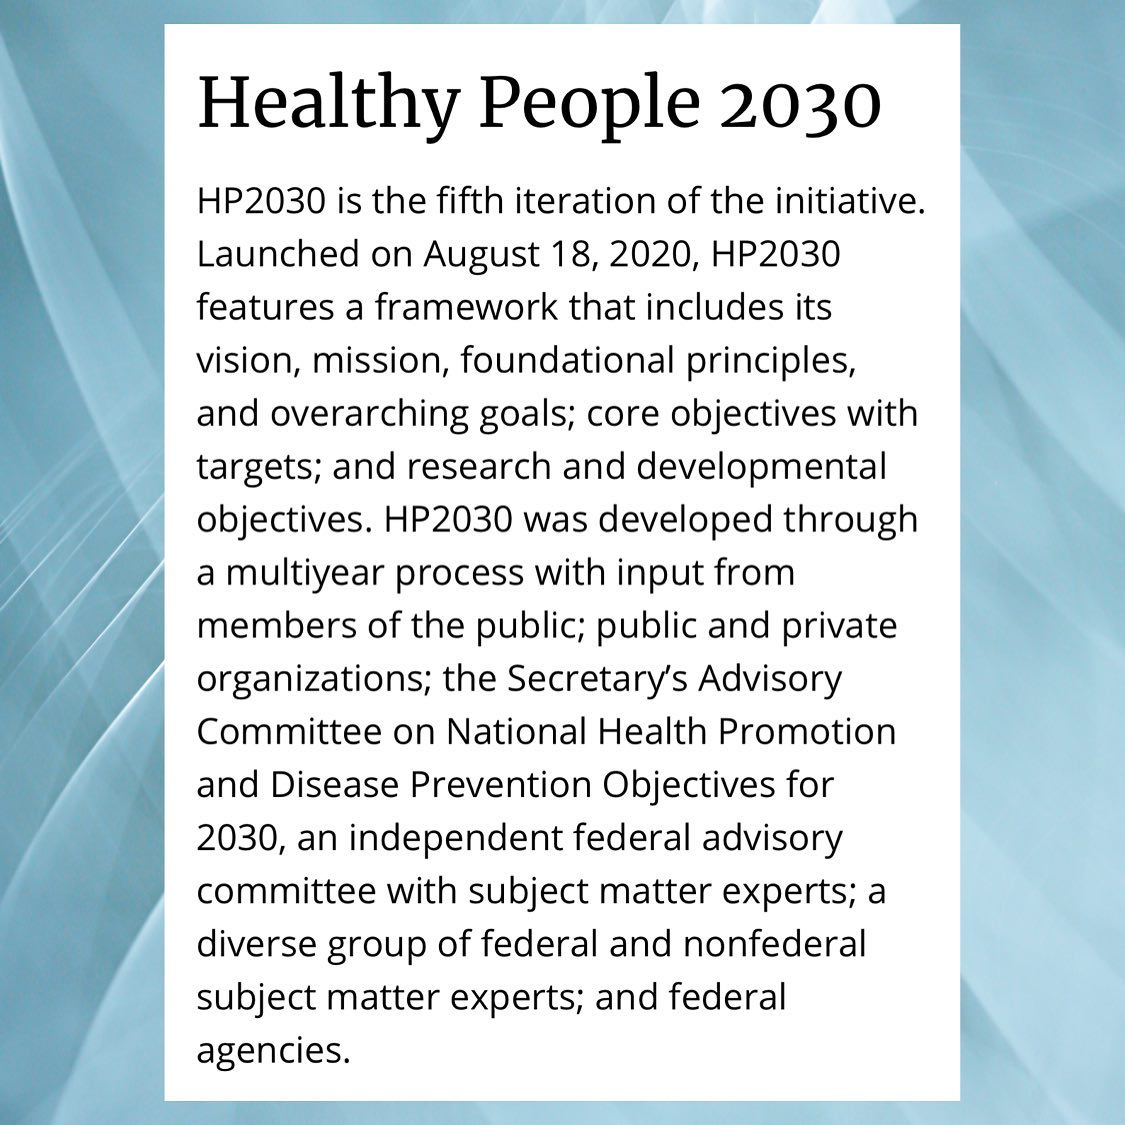 Healthy People 2030
HP2030 is the fifth iteration of the initiative.
Launched on August 18, 2020, HP2030
features a framework that includes its
vision, mission, foundational principles,
and overarching goals; core objectives with
targets; and research and developmental
objectives. HP2030 was developed through
a multiyear process with input from
members of the public; public and private
organizations; the Secretary’s Advisory
Committee on National Health Promotion
and Disease Prevention Objectives for
2030, an independent federal advisory
committee with subject matter experts; a
diverse group of federal and nonfederal
subject matter experts; and federal
agencies.